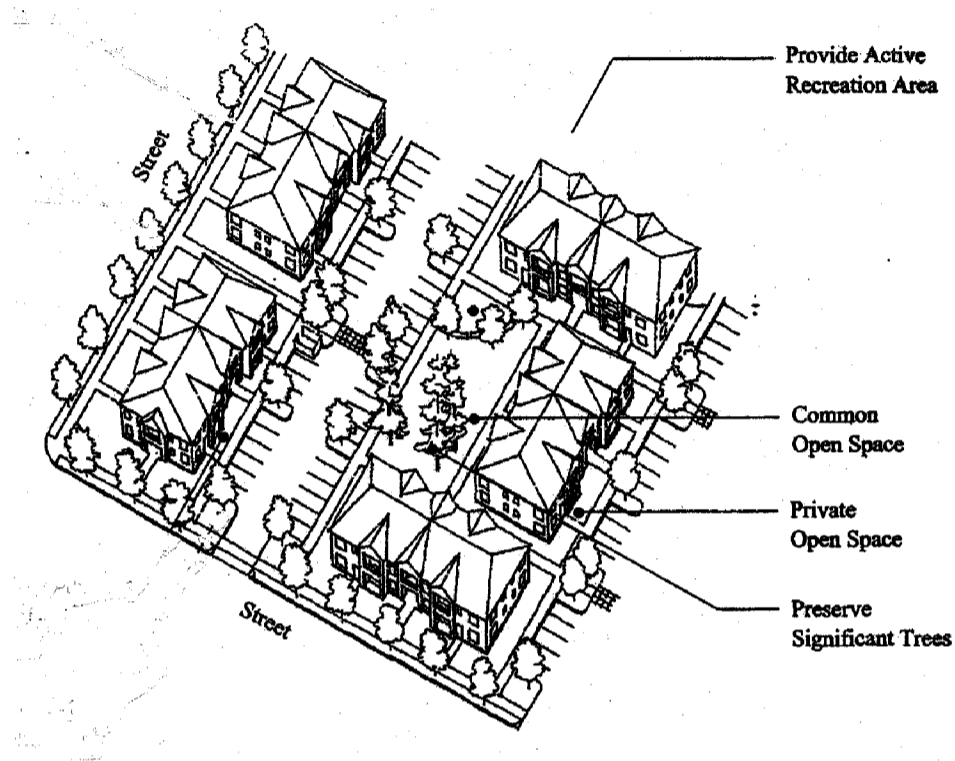 Provide Active
Recreation Area
Street
Common
Open Space
Private
Open Space
Preserve
Significant Trees
Street